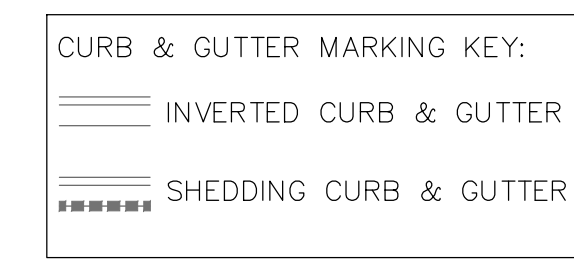 CURB & GUTTER MARKING KEY:
INVERTED CURB & GUTTER
SHEDDING CURB & GUTTER